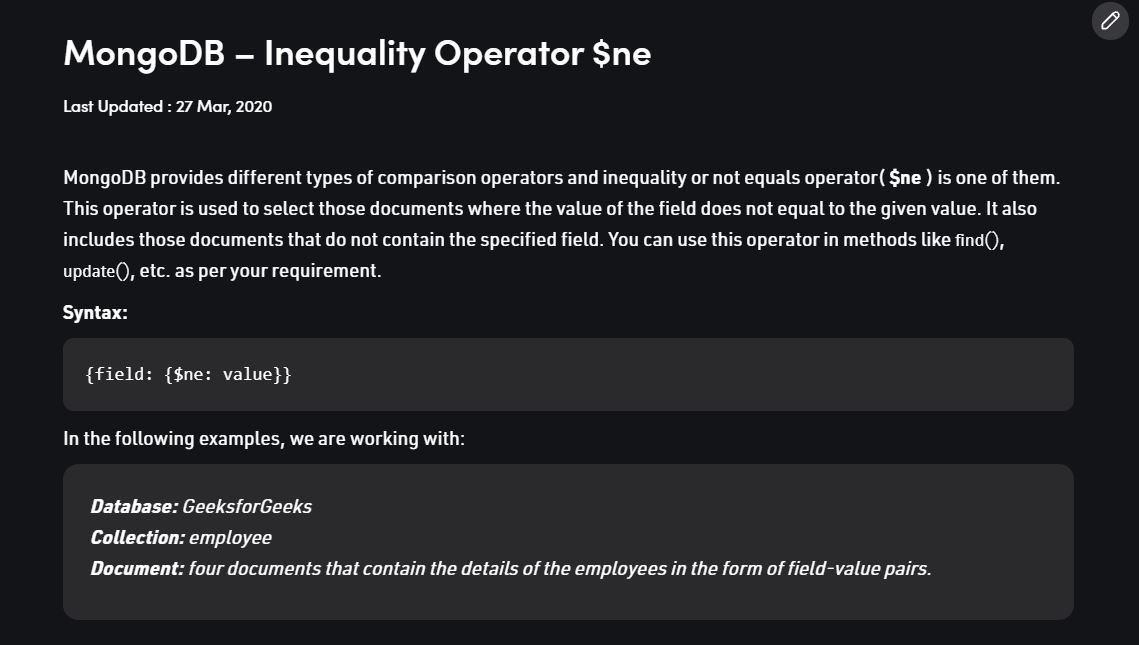 MongoDB – Inequality Operator $ne
Last Updated : 27 Mar, 2020
MongoDB provides different types of comparison operators and inequality or not equals operator( $ne ) is one of them.
This operator is used to select those documents where the value of the field does not equal to the given value. It also
includes those documents that do not contain the specified field. You can use this operator in methods like find(),
update(), etc. as per your requirement.
Syntax:
{field: {$ne: value}}
In the following examples, we are working with:
Database: GeeksforGeeks
Collection: employee
Document: four documents that contain the details of the employees in the form of field-value pairs.